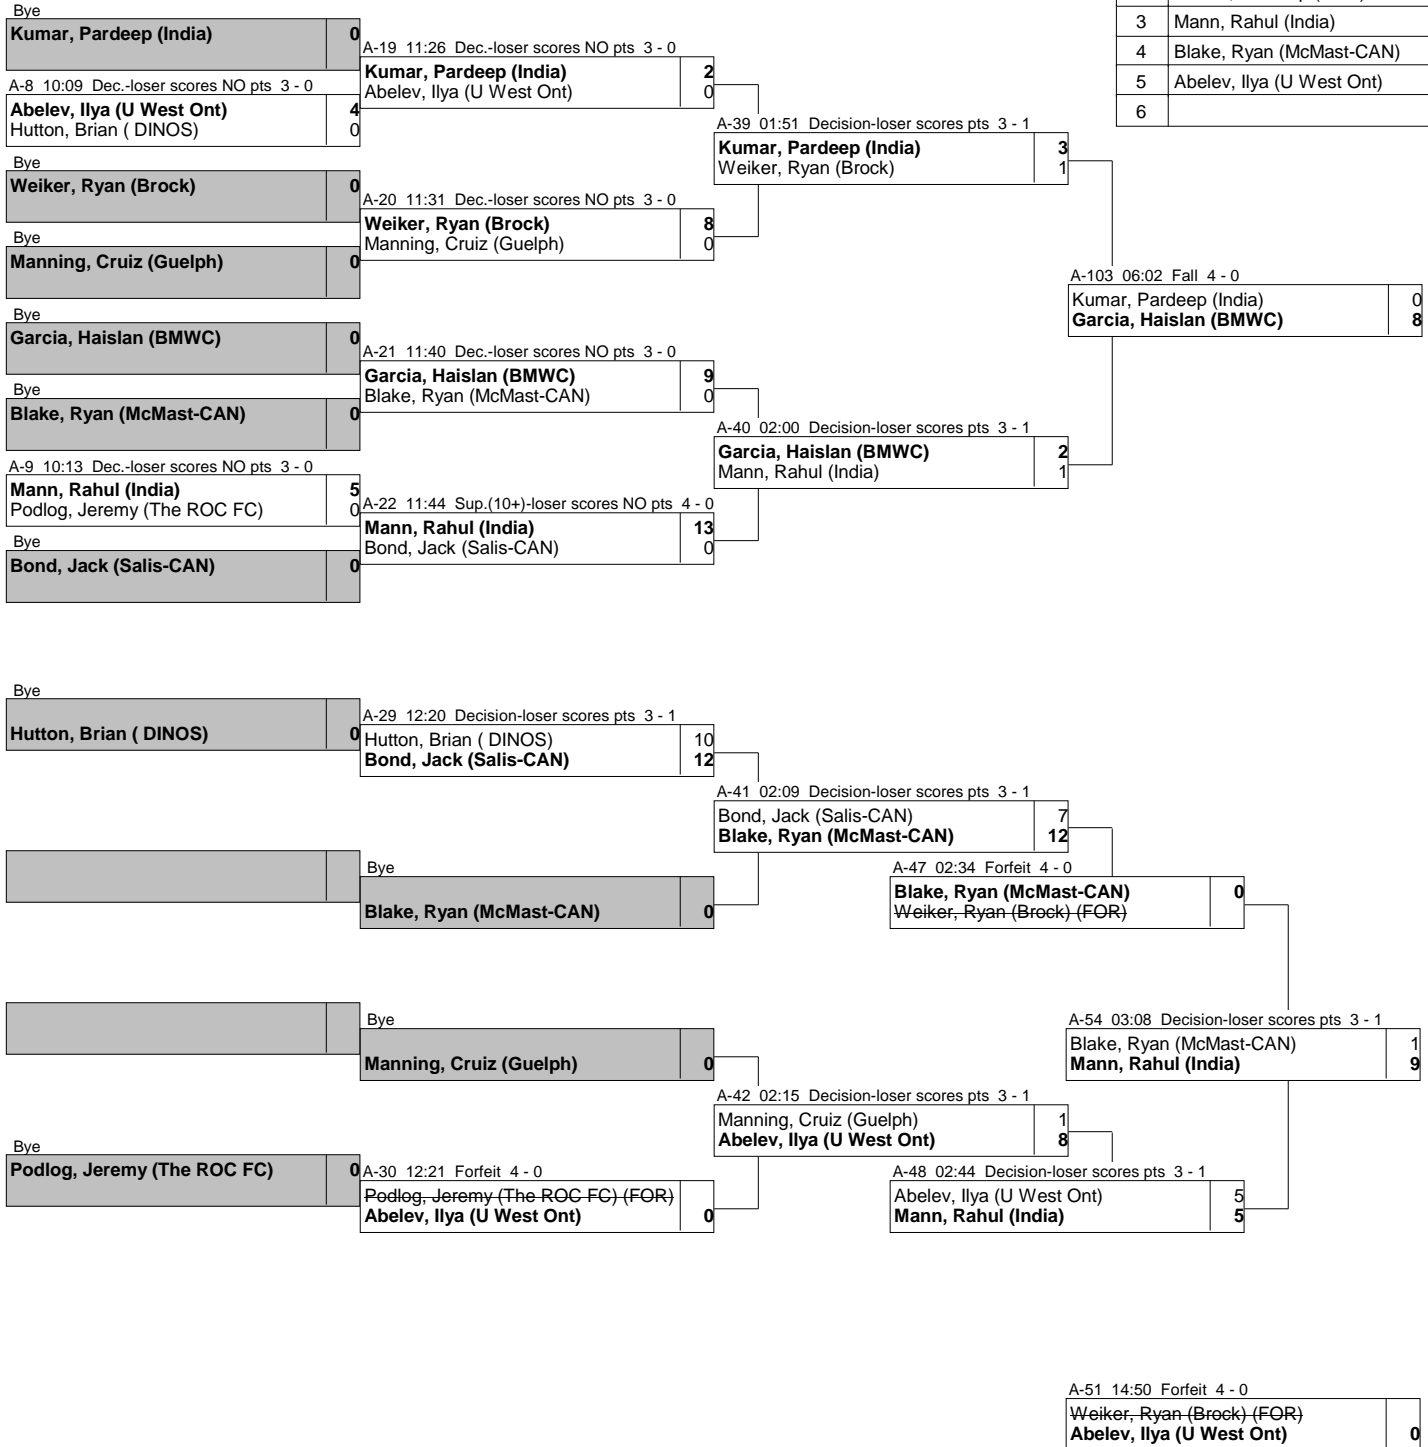 Bye
Kumar, Pardeep (India) 0
A-8 10:09 Dec.-loser scores NO pts 3 - 0
Abelev, Ilya (U West Ont) 4
Hutton, Brian ( DINOS) 0
Bye
Weiker, Ryan (Brock) 0
Bye
Manning, Cruiz (Guelph) 0
Bye
Garcia, Haislan (BMWC) 0
Bye
Blake, Ryan (McMast-CAN) 0
A-9 10:13 Dec.-loser scores NO pts 3 - 0
Mann, Rahul (India) 5
Podlog, Jeremy (The ROC FC) 0
Bye
Bond, Jack (Salis-CAN) 0
A-19 11:26 Dec.-loser scores NO pts 3 - 0
Kumar, Pardeep (India) 2
Abelev, Ilya (U West Ont) 0
A-20 11:31 Dec.-loser scores NO pts 3 - 0
Weiker, Ryan (Brock) 8
Manning, Cruiz (Guelph) 0
A-21 11:40 Dec.-loser scores NO pts 3 - 0
Garcia, Haislan (BMWC) 9
Blake, Ryan (McMast-CAN) 0
A-22 11:44 Sup.(10+)-loser scores NO pts 4 - 0
Mann, Rahul (India) 13
Bond, Jack (Salis-CAN) 0
A-39 01:51 Decision-loser scores pts 3 - 1
Kumar, Pardeep (India) 3
Weiker, Ryan (Brock) 1
A-40 02:00 Decision-loser scores pts 3 - 1
Garcia, Haislan (BMWC) 2
Mann, Rahul (India) 1
A-103 06:02 Fall 4 - 0
Kumar, Pardeep (India) 0
Garcia, Haislan (BMWC) 8
3 Mann, Rahul (India)
4 Blake, Ryan (McMast-CAN)
5 Abelev, Ilya (U West Ont)
6
Bye
Hutton, Brian ( DINOS) 0
A-29 12:20 Decision-loser scores pts 3 - 1
Hutton, Brian ( DINOS) 10
Bond, Jack (Salis-CAN) 12
Bye
Blake, Ryan (McMast-CAN) 0
A-41 02:09 Decision-loser scores pts 3 - 1
Bond, Jack (Salis-CAN) 7
Blake, Ryan (McMast-CAN) 12
A-47 02:34 Forfeit 4 - 0
Blake, Ryan (McMast-CAN) 0
Weiker, Ryan (Brock) (FOR)
Bye
Manning, Cruiz (Guelph) 0
Bye
Podlog, Jeremy (The ROC FC) 0
A-30 12:21 Forfeit 4 - 0
Podlog, Jeremy (The ROC FC) (FOR)
Abelev, Ilya (U West Ont) 0
A-42 02:15 Decision-loser scores pts 3 - 1
Manning, Cruiz (Guelph) 1
Abelev, Ilya (U West Ont) 8
A-48 02:44 Decision-loser scores pts 3 - 1
Abelev, Ilya (U West Ont) 5
Mann, Rahul (India) 5
A-54 03:08 Decision-loser scores pts 3 - 1
Blake, Ryan (McMast-CAN) 1
Mann, Rahul (India) 9
A-51 14:50 Forfeit 4 - 0
Weiker, Ryan (Brock) (FOR)
Abelev, Ilya (U West Ont) 0